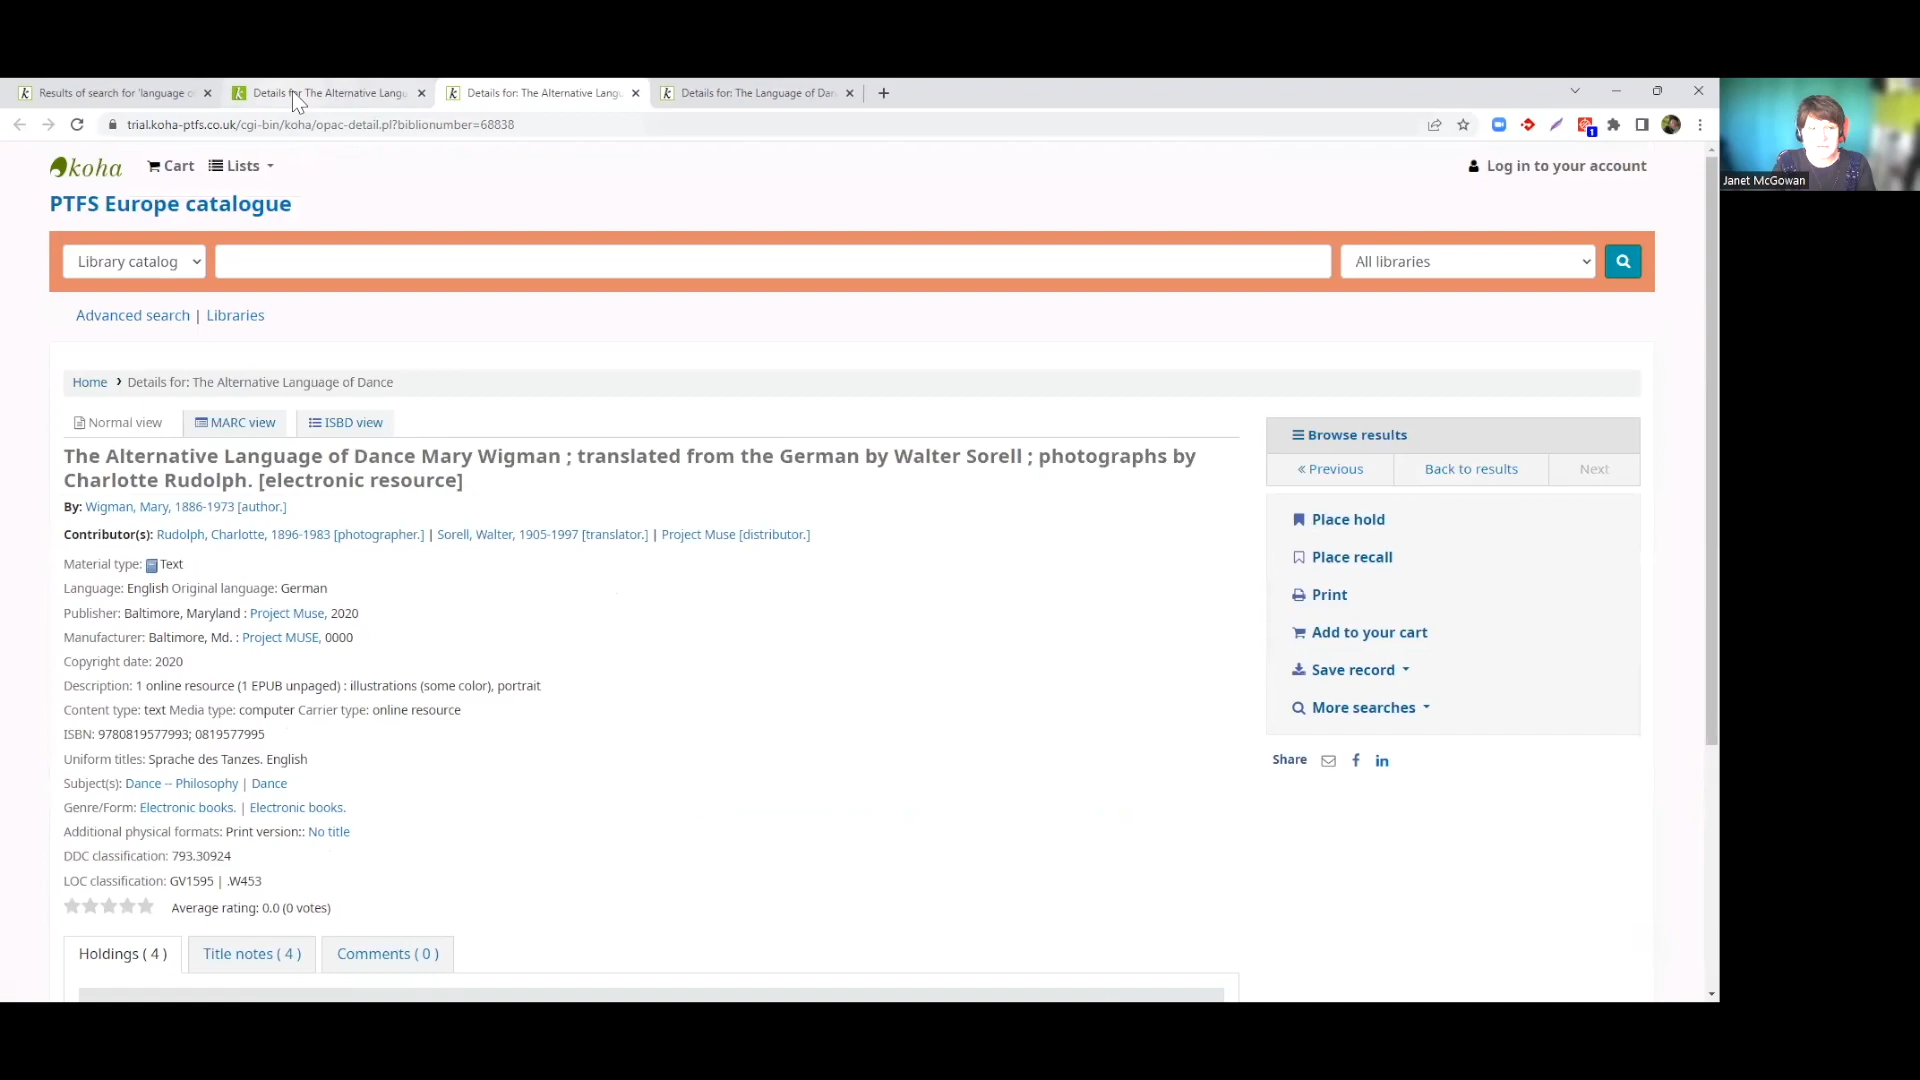 Results of search for 'language o
Details for The Alternative Langu
Details for: The Alternative Langu
Details for: The Language of Dan
trial.koha-ptfs.co.uk/cgi-bin/koha/opac-detail.pl?biblionumber=68838
1
koha
Cart
Lists
Log in to your account
Janet McGowan
PTFS Europe catalogue
Library catalog
All libraries
Advanced search | Libraries
Home
Details for: The Alternative Language of Dance
Normal view
MARC view
ISBD view
The Alternative Language of Dance Mary Wigman ; translated from the German by Walter Sorell ; photographs by
Charlotte Rudolph. [electronic resource]
By: Wigman, Mary, 1886-1973 [author.]
Contributor(s): Rudolph, Charlotte, 1896-1983 [photographer.] | Sorell, Walter, 1905-1997 [translator.] | Project Muse [distributor.]
Material type: Text
Language: English Original language: German
Publisher: Baltimore, Maryland : Project Muse, 2020
Manufacturer: Baltimore, Md. : Project MUSE, 0000
Copyright date: 2020
Description: 1 online resource (1 EPUB unpaged) : illustrations (some color), portrait
Content type: text Media type: computer Carrier type: online resource
ISBN: 9780819577993; 0819577995
Uniform titles: Sprache des Tanzes. English
Subject(s): Dance -- Philosophy | Dance
Genre/Form: Electronic books. | Electronic books.
Additional physical formats: Print version:: No title
DDC classification: 793.30924
LOC classification: GV1595 | .W453
Average rating: 0.0 (0 votes)
Holdings ( 4 )
Title notes ( 4 )
Comments ( 0 )
Browse results
« Previous
Back to results
Next
Place hold
Place recall
Print
Add to your cart
Save record
More searches
Share